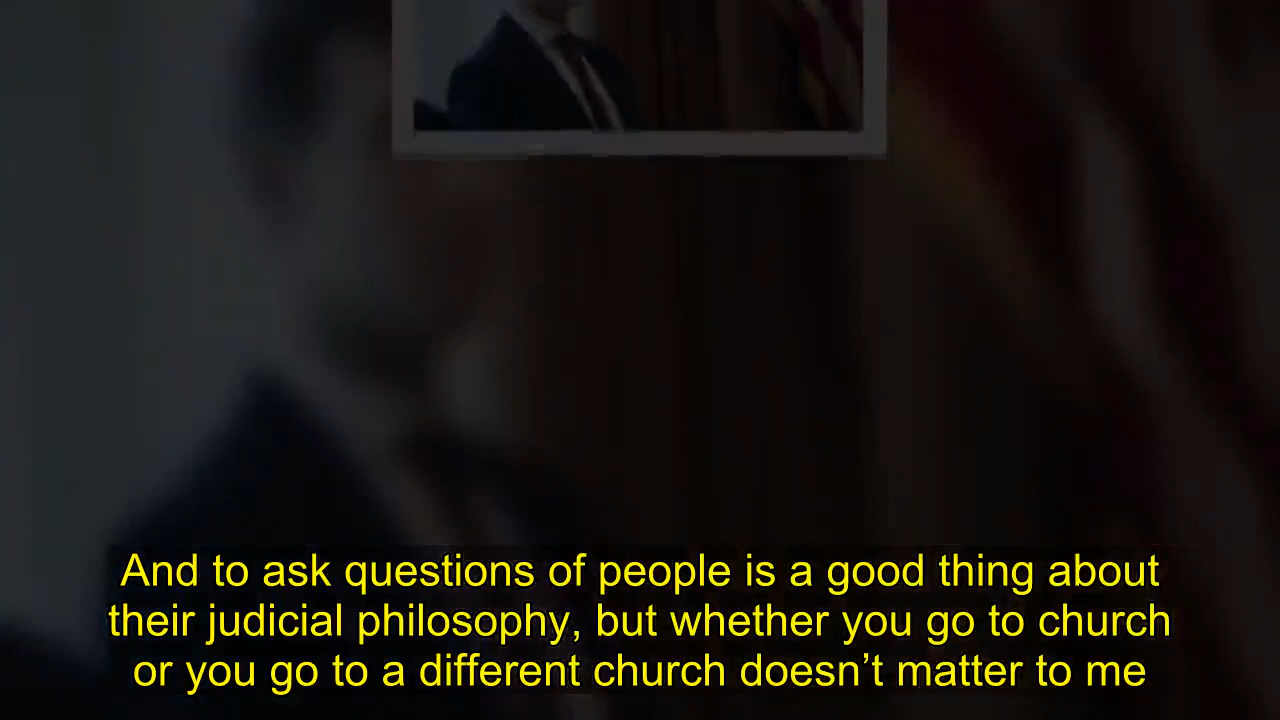 And to ask questions of people is a good thing about
their judicial philosophy, but whether you go to church
or you go to a different church doesn’t matter to me